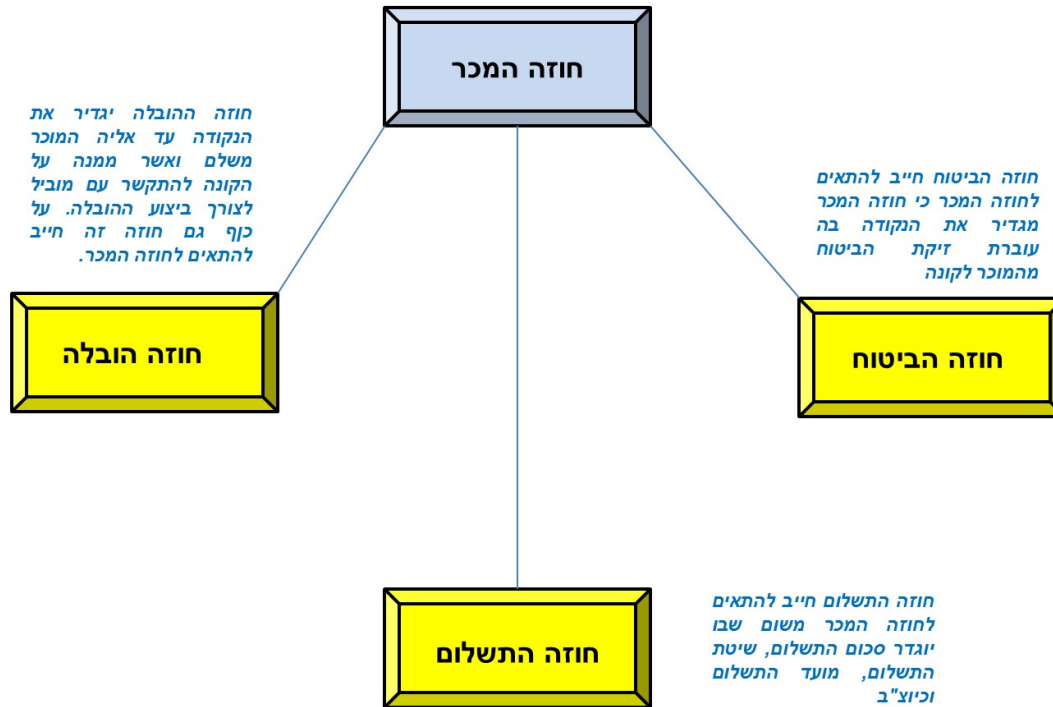 חוזה המכר
חוזה ההובלה יגדיר את
הנקודה עד אליה המוכר
משלם ואשר ממנה על
הקונה להתקשר עם מוביל
לצורך ביצוע ההובלה. על
כןף גם חוזה זה חייב
להתאים לחוזה המכר.
חוזה הביטוח חייב להתאים
לחוזה המכר כי חוזה המכר
מגדיר את הנקודה בה
עוברת זיקת הביטוח
מהמוכר לקונה
חוזה הובלה
חוזה הביטוח
חוזה התשלום חייב להתאים
לחוזה המכר משום שבו
יוגדר סכום התשלום, שיטת
התשלום, מועד התשלום
וכיוצ"ב
חוזה התשלום